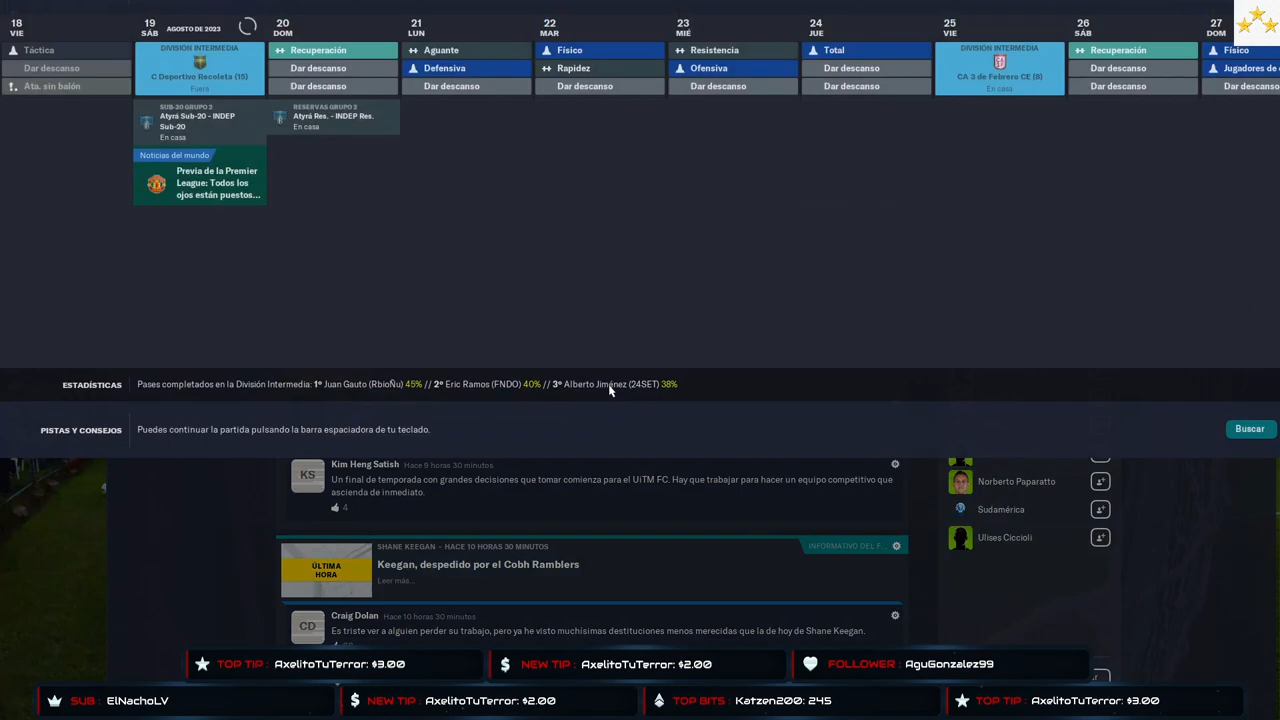 18
VIE
19
SÁB
AGOSTO DE 2023
20
DOM
21
LUN
22
MAR
23
MIÉ
24
JUE
25
VIE
26
SÁB
27
DOM
Táctica
Dar descanso
Ata. sin balón
DIVISIÓN INTERMEDIA
C Deportivo Recoleta (15)
Fuera
Recuperación
Dar descanso
Dar descanso
Aguante
Defensiva
Dar descanso
Físico
Rapidez
Dar descanso
Resistencia
Ofensiva
Dar descanso
Total
Dar descanso
Dar descanso
DIVISIÓN INTERMEDIA
CA 3 de Febrero CE (8)
En casa
Recuperación
Dar descanso
Dar descanso
Físico
Jugadores de
Dar descanso
SUB-20 GRUPO 2
Atyrá Sub-20 - INDEP
Sub-20
En casa
RESERVAS GRUPO 2
Atyrá Res. - INDEP Res.
En casa
Noticias del mundo
Previa de la Premier
League: Todos los
ojos están puestos...
ESTADÍSTICAS
Pases completados en la División Intermedia: 1º Juan Gauto (RbioÑu) 45% // 2º Eric Ramos (FNDO) 40% // 3º Alberto Jiménez (24SET) 38%
PISTAS Y CONSEJOS
Puedes continuar la partida pulsando la barra espaciadora de tu teclado.
Buscar
KS
Kim Heng Satish Hace 9 horas 30 minutos
Un final de temporada con grandes decisiones que tomar comienza para el UiTM FC. Hay que trabajar para hacer un equipo competitivo que
ascienda de inmediato.
4
Norberto Paparatto
Sudamérica
Ulises Ciccioli
ÚLTIMA
HORA
SHANE KEEGAN - HACE 10 HORAS 30 MINUTOS
INFORMATIVO DEL F...
Keegan, despedido por el Cobh Ramblers
Leer más...
CD
Craig Dolan Hace 10 horas 30 minutos
Es triste ver a alguien perder su trabajo, pero ya he visto muchísimas destituciones menos merecidas que la de hoy de Shane Keegan.
TOP TIP : AxelitoTuTerror: $3.00
NEW TIP : AxelitoTuTerror: $2.00
FOLLOWER : AguGonzalez99
SUB : ElNachoLV
NEW TIP : AxelitoTuTerror: $2.00
TOP BITS : Katzen200: 245
TOP TIP : AxelitoTuTerror: $3.00